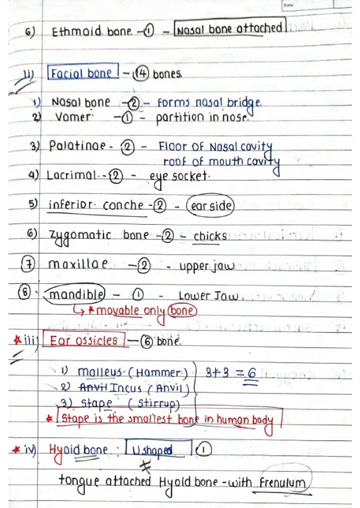 6) Ethmoid bone - ① - Nasal bone attached
ii) Facial bone - ⑭ bones.
1) Nasal bone - ② - forms nasal bridge.
2) Vomer - ① - partition in nose.
3) Palatinae - ② - Floor of Nasal cavity
roof of mouth cavity
4) Lacrimal - ② - eye socket.
5) inferior conche - ② - ear side
6) Zygomatic bone - ② - chicks
7) maxillae - ② - upper jaw
8. mandible - ① - Lower Jaw.
↳ * movable only bone
* iii) Ear ossicles - ⑥ bone.
1) malleus - (Hammer) } 3+3 = 6
2) Anvil Incus (Anvil)
3) Stape (Stirrup)
* Stape is the smallest bone in human body
* iv) Hyoid bone : U shaped ①
*
tongue attached Hyoid bone - with Frenulum